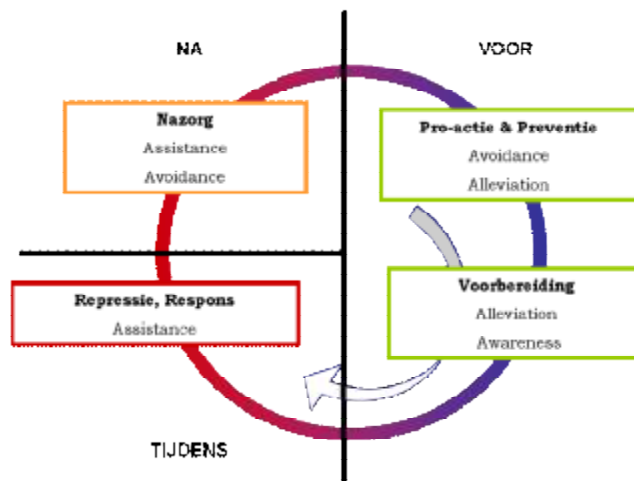 NA
VOOR
Nazorg
Assistance
Avoidance
Pro-actie & Preventie
Avoidance
Alleviation
Repressie, Respons
Assistance
Voorbereiding
Alleviation
Awareness
TIJDENS